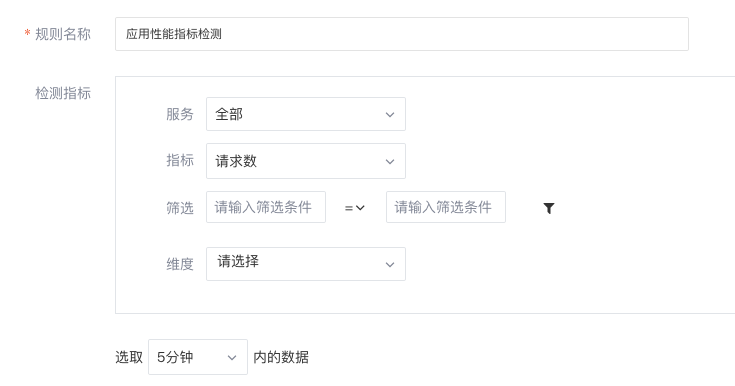 * 规则名称 应用性能指标检测
检测指标
服务 全部
指标 请求数
筛选 请输入筛选条件 = 请输入筛选条件
维度 请选择
选取 5分钟 内的数据